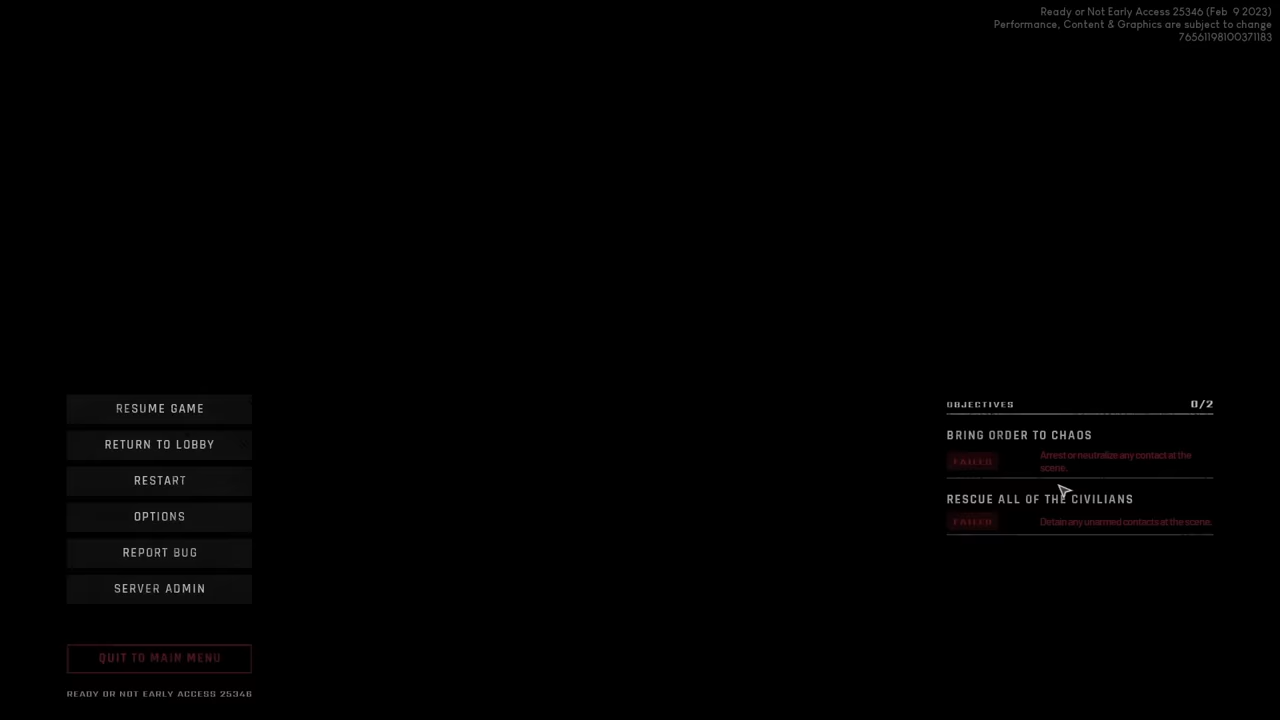 Ready or Not Early Access 25346 (Feb 9 2023)
Performance, Content & Graphics are subject to change
76561198100371183
RESUME GAME
RETURN TO LOBBY
RESTART
OPTIONS
REPORT BUG
SERVER ADMIN
QUIT TO MAIN MENU
READY OR NOT EARLY ACCESS 25346
OBJECTIVES 0/2
BRING ORDER TO CHAOS
FAILED
Arrest or neutralize any contact at the
scene.
RESCUE ALL OF THE CIVILIANS
FAILED
Detain any unarmed contacts at the scene.